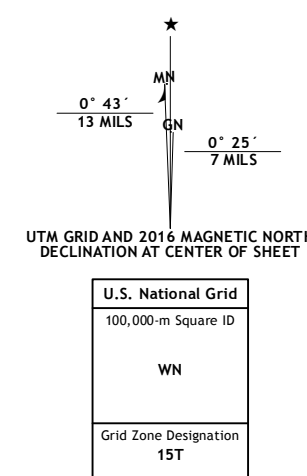 ★
MN
0° 43´
13 MILS
GN
0° 25´
7 MILS
UTM GRID AND 2016 MAGNETIC NORTH
DECLINATION AT CENTER OF SHEET
U.S. National Grid
100,000-m Square ID
WN
Grid Zone Designation
15T